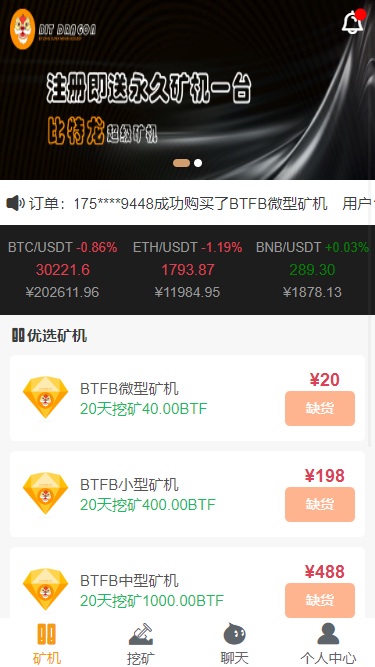 BIT DRAGON
注册即送永久矿机一台
比特龙超级矿机
订单：175****9448成功购买了BTFB微型矿机 用户
BTC/USDT -0.86% ETH/USDT -1.19% BNB/USDT +0.03%
30221.6 1793.87 289.30
¥202611.96 ¥11984.95 ¥1878.13
优选矿机
BTFB微型矿机 ¥20
20天挖矿40.00BTF 缺货
BTFB小型矿机 ¥198
20天挖矿400.00BTF 缺货
BTFB中型矿机 ¥488
20天挖矿1000.00BTF 缺货
矿机 挖矿 聊天 个人中心